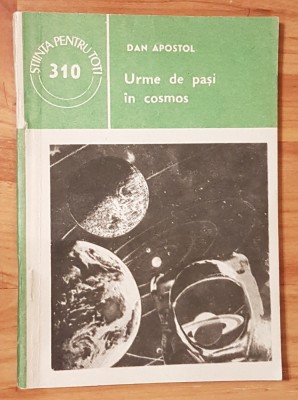 ȘTIINȚA PENTRU TOȚI
310
DAN APOSTOL
Urme de pași
în cosmos